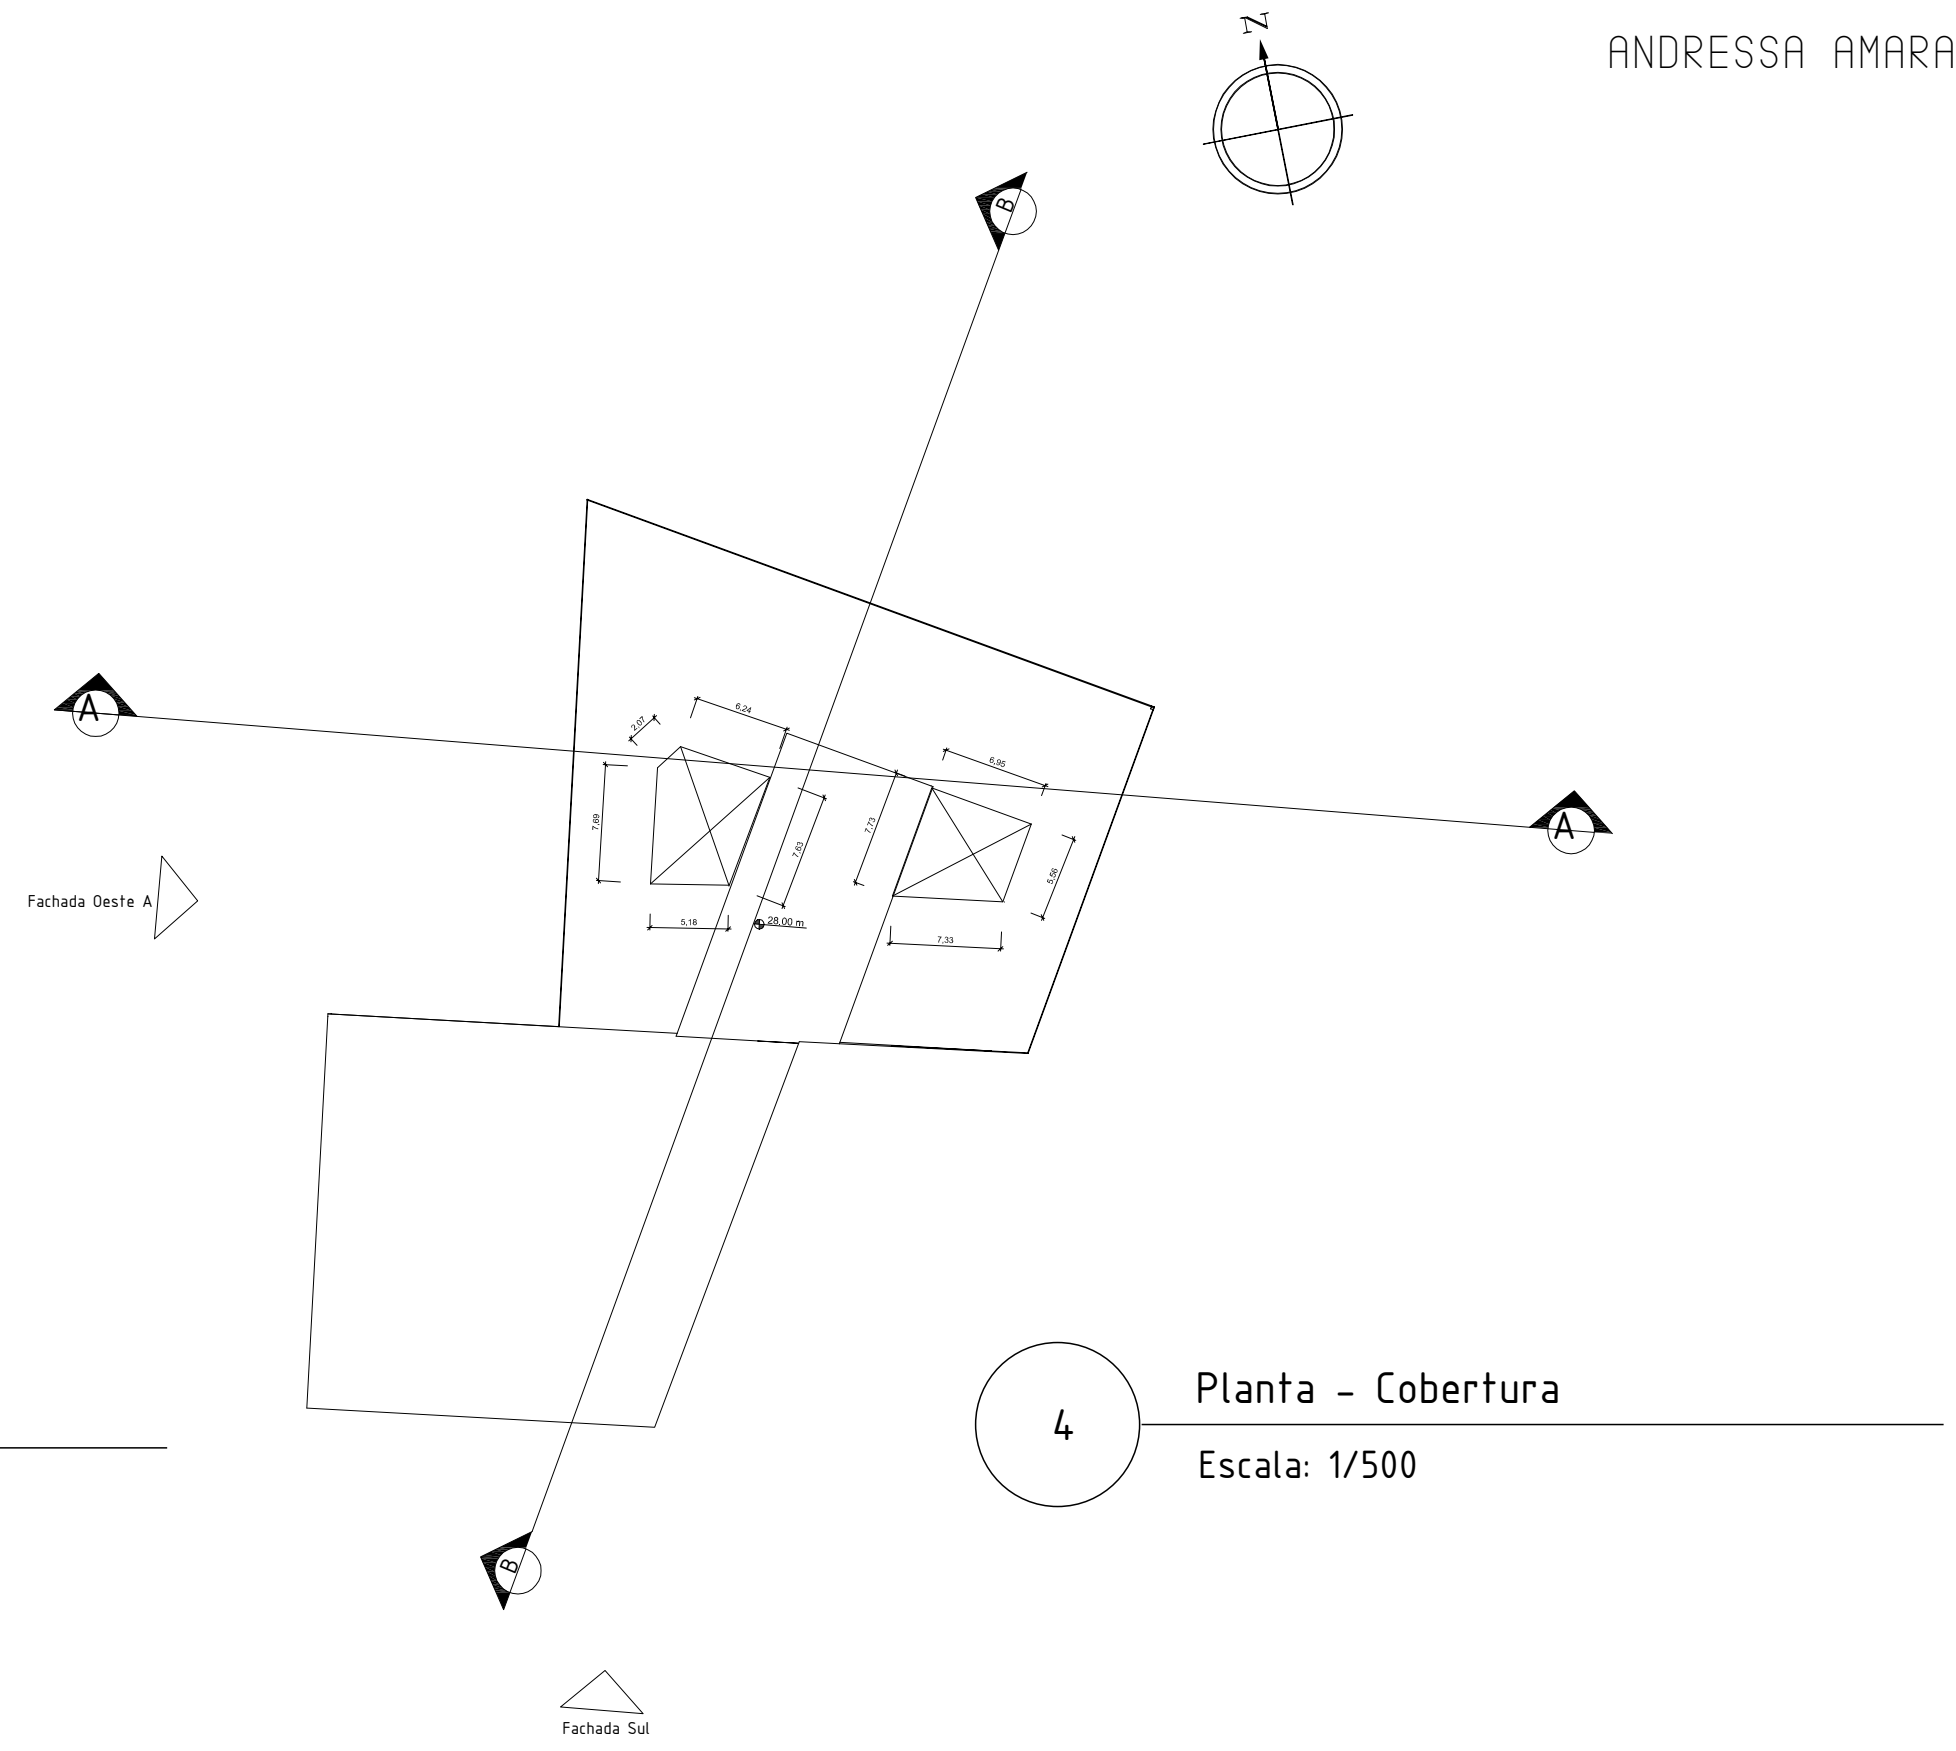 N
ANDRESSA AMARA
B
A
6,24
2,07
6,95
7,69
7,63
7,73
5,56
A
Fachada Oeste A
5,18
28,00 m
7,33
4
Planta - Cobertura
Escala: 1/500
B
Fachada Sul